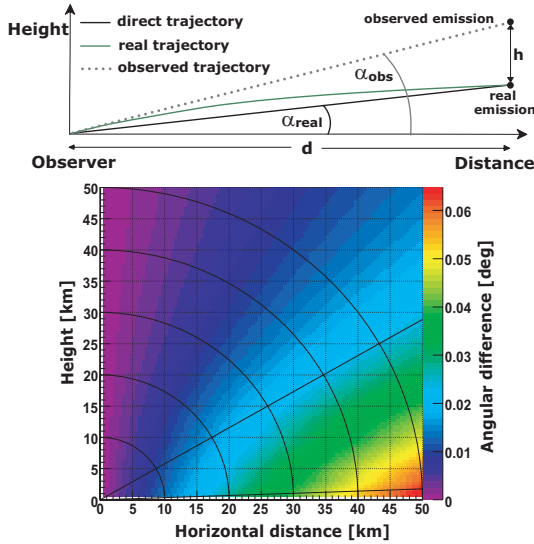 Height
direct trajectory
real trajectory
observed trajectory
observed emission
h
αobs
αreal
real
emission
Observer
d
Distance
50
45
40
35
30
25
20
15
10
5
0
Height [km]
0 5 10 15 20 25 30 35 40 45 50
Horizontal distance [km]
0.06
0.05
0.04
0.03
0.02
0.01
0
Angular difference [deg]